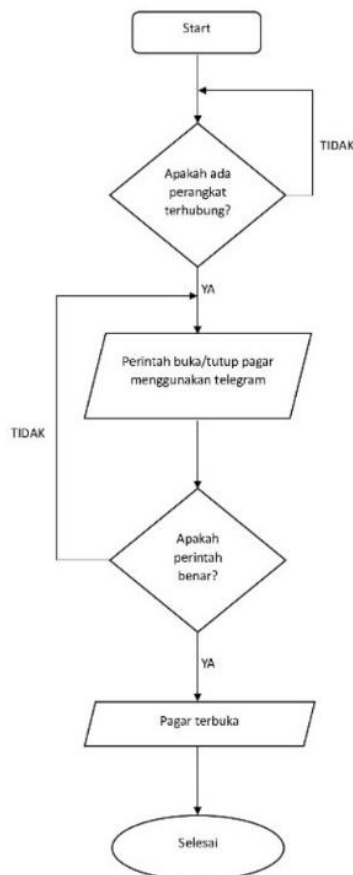 Start
TIDAK
Apakah ada
perangkat
terhubung?
YA
Perintah buka/tutup pagar
menggunakan telegram
TIDAK
Apakah
perintah
benar?
YA
Pagar terbuka
Selesai